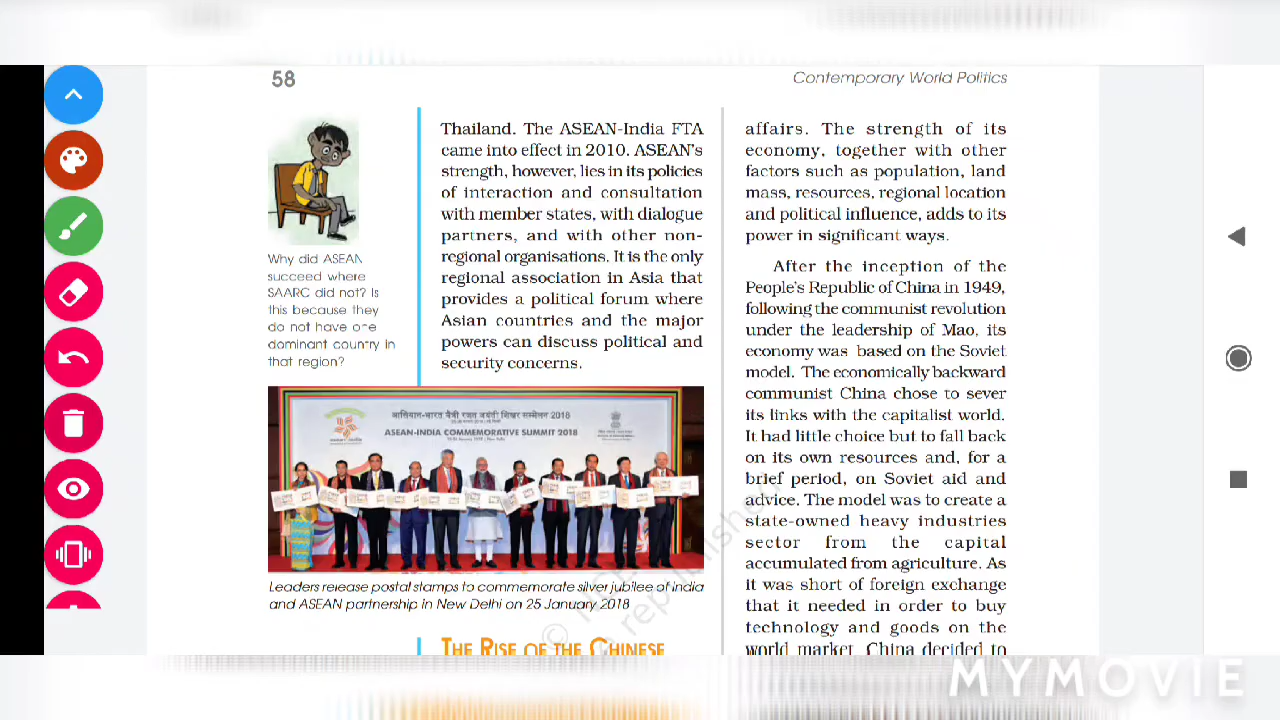 58
Contemporary World Politics
Why did ASEAN
succeed where
SAARC did not? Is
this because they
do not have one
dominant country in
that region?
Thailand. The ASEAN-India FTA
came into effect in 2010. ASEAN's
strength, however, lies in its policies
of interaction and consultation
with member states, with dialogue
partners, and with other non-
regional organisations. It is the only
regional association in Asia that
provides a political forum where
Asian countries and the major
powers can discuss political and
security concerns.
आसियान-भारत मैत्री रजत जयंती शिखर सम्मेलन 2018
ASEAN-INDIA COMMEMORATIVE SUMMIT 2018
Leaders release postal stamps to commemorate silver jubilee of India
and ASEAN partnership in New Delhi on 25 January 2018
THE RISE OF THE CHINESE
affairs. The strength of its
economy, together with other
factors such as population, land
mass, resources, regional location
and political influence, adds to its
power in significant ways.
After the inception of the
People's Republic of China in 1949,
following the communist revolution
under the leadership of Mao, its
economy was based on the Soviet
model. The economically backward
communist China chose to sever
its links with the capitalist world.
It had little choice but to fall back
on its own resources and, for a
brief period, on Soviet aid and
advice. The model was to create a
state-owned heavy industries
sector from the capital
accumulated from agriculture. As
it was short of foreign exchange
that it needed in order to buy
technology and goods on the
world market, China decided to
© NCE
republished
MYMOVIE